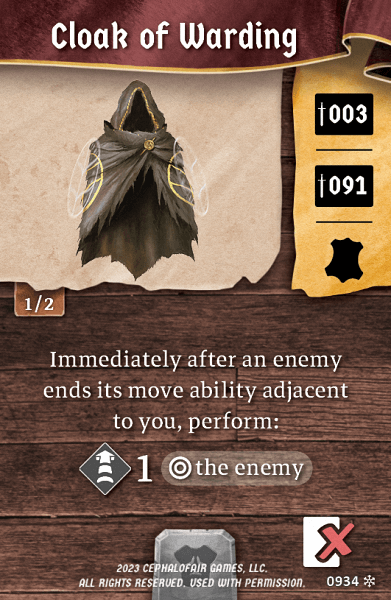 Cloak of Warding
003
091
1/2
Immediately after an enemy
ends its move ability adjacent
to you, perform:
1 the enemy
2023 CEPHALOFAIR GAMES, LLC.
ALL RIGHTS RESERVED. USED WITH PERMISSION.
0934